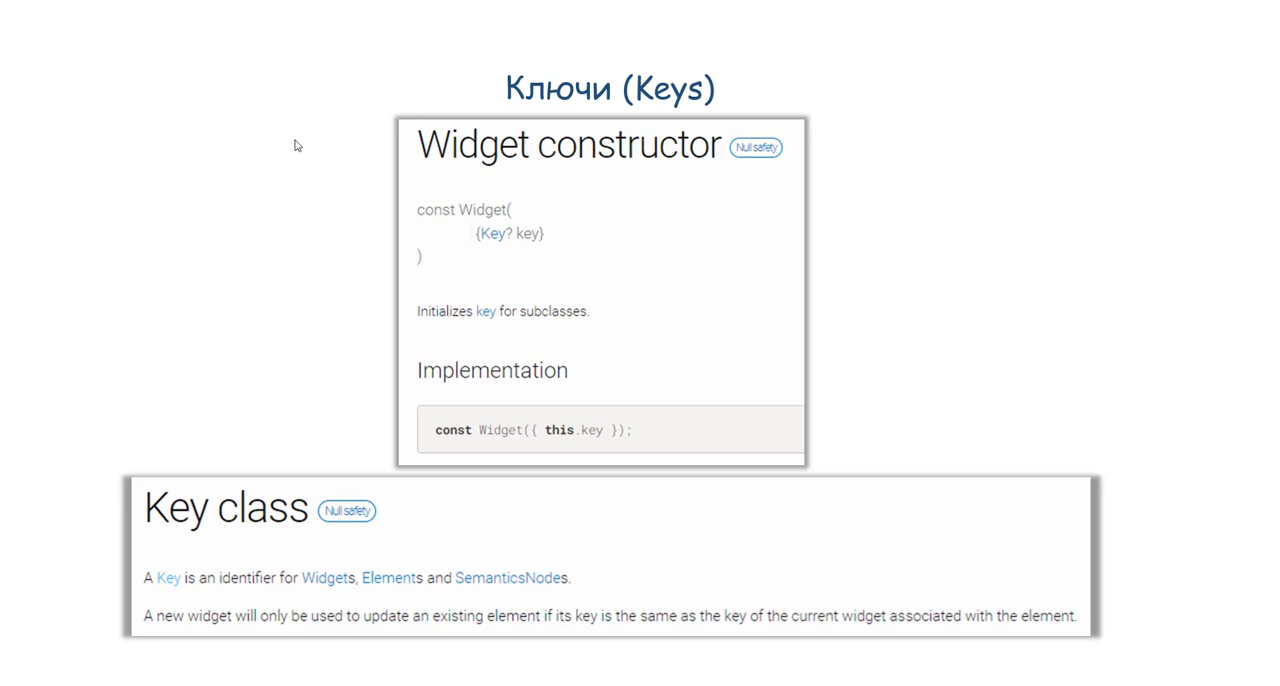 Ключи (Keys)
Widget constructor Null safety
const Widget(
{Key? key}
)
Initializes key for subclasses.
Implementation
const Widget({ this.key });
Key class Null safety
A Key is an identifier for Widgets, Elements and SemanticsNodes.
A new widget will only be used to update an existing element if its key is the same as the key of the current widget associated with the element.